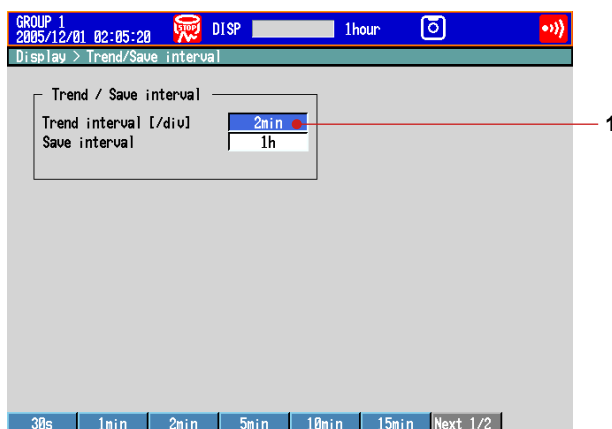 GROUP 1
2005/12/01 02:05:20 STOP DISP 1hour
Display > Trend/Save interval
Trend / Save interval
Trend interval [/div] 2min 1
Save interval 1h
30s 1min 2min 5min 10min 15min Next 1/2